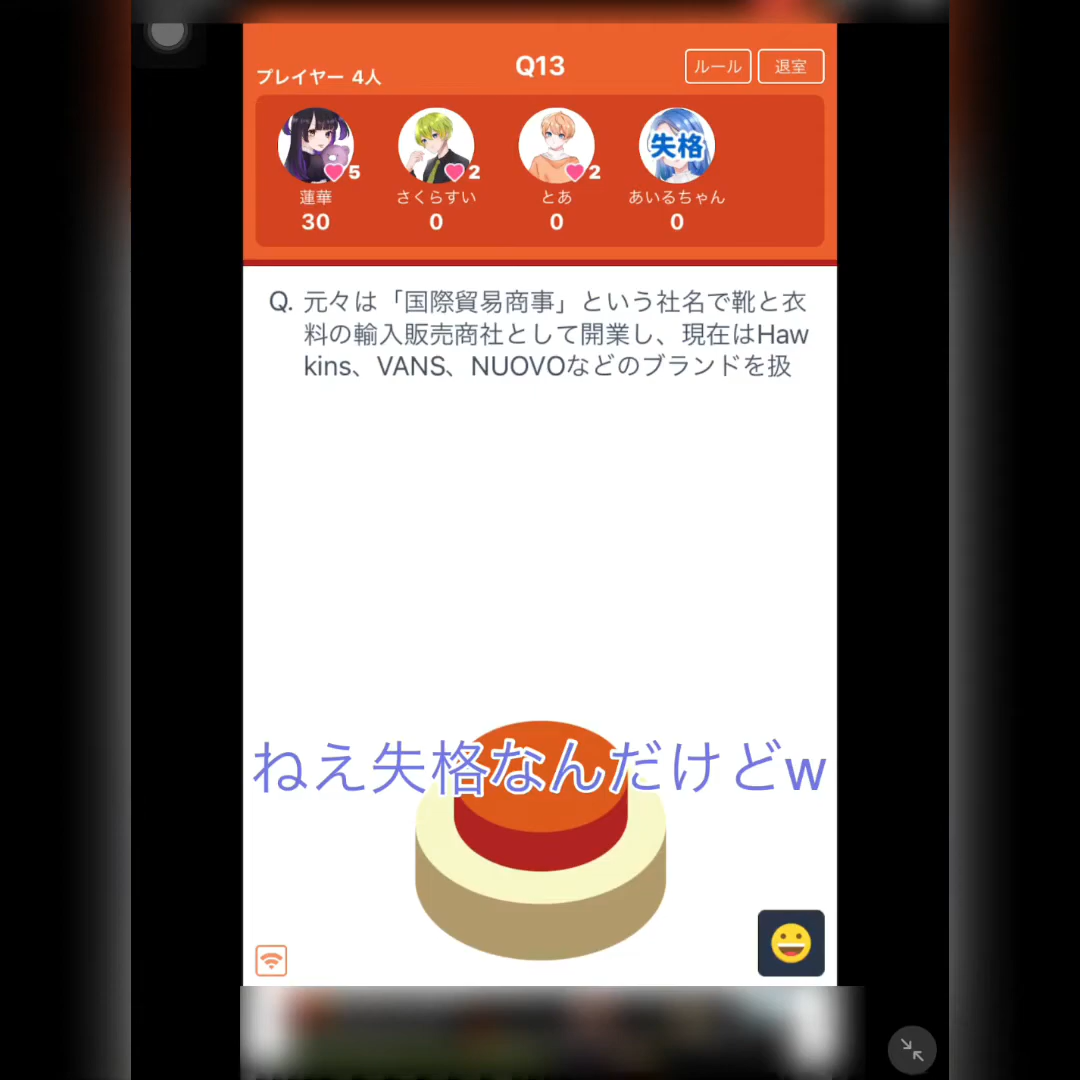 Q13
プレイヤー 4人
ルール
退室
5
2
2
失格
蓮華
さくらすい
とあ
あいるちゃん
30
0
0
0
Q. 元々は「国際貿易商事」という社名で靴と衣
料の輸入販売商社として開業し、現在はHaw
kins、VANS、NUOVOなどのブランドを扱
ねえ失格なんだけどw